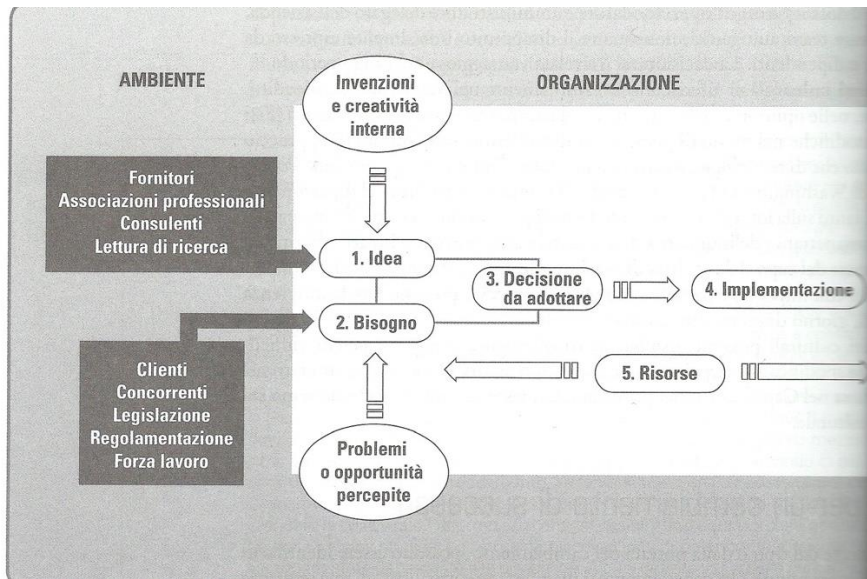 AMBIENTE
Invenzioni
e creatività
interna
ORGANIZZAZIONE
Fornitori
Associazioni professionali
Consulenti
Lettura di ricerca
1. Idea
2. Bisogno
3. Decisione
da adottare
4. Implementazione
5. Risorse
Clienti
Concorrenti
Legislazione
Regolamentazione
Forza lavoro
Problemi
o opportunità
percepite